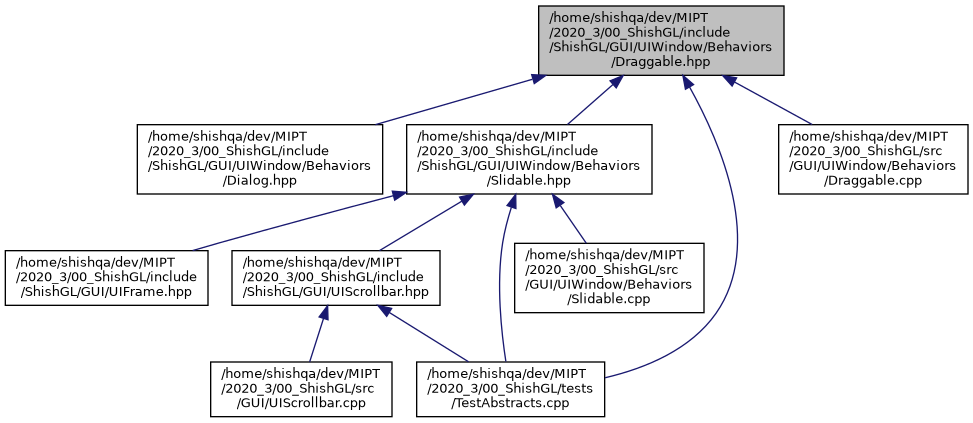 /home/shishqa/dev/MIPT
/2020_3/00_ShishGL/include
/ShishGL/GUI/UIWindow/Behaviors
/Draggable.hpp
/home/shishqa/dev/MIPT
/2020_3/00_ShishGL/include
/ShishGL/GUI/UIWindow/Behaviors
/Dialog.hpp
/home/shishqa/dev/MIPT
/2020_3/00_ShishGL/include
/ShishGL/GUI/UIWindow/Behaviors
/Slidable.hpp
/home/shishqa/dev/MIPT
/2020_3/00_ShishGL/src
/GUI/UIWindow/Behaviors
/Draggable.cpp
/home/shishqa/dev/MIPT
/2020_3/00_ShishGL/include
/ShishGL/GUI/UIFrame.hpp
/home/shishqa/dev/MIPT
/2020_3/00_ShishGL/include
/ShishGL/GUI/UIScrollbar.hpp
/home/shishqa/dev/MIPT
/2020_3/00_ShishGL/src
/GUI/UIWindow/Behaviors
/Slidable.cpp
/home/shishqa/dev/MIPT
/2020_3/00_ShishGL/src
/GUI/UIScrollbar.cpp
/home/shishqa/dev/MIPT
/2020_3/00_ShishGL/tests
/TestAbstracts.cpp